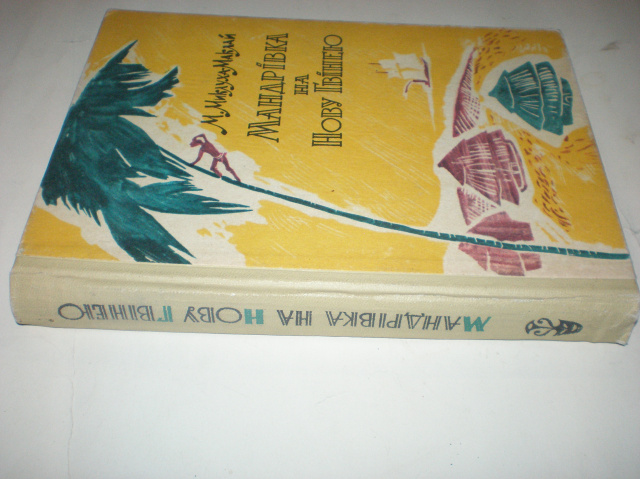 М. Миклухо-Маклай
МАНДРІВКА
НА
НОВУ ГВІНЕЮ
МАНДРІВКА НА НОВУ ГВІНЕЮ